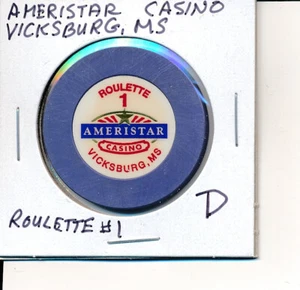 AMERISTAR CASINO
VICKSBURG, MS
ROULETTE
1
AMERISTAR
CASINO
VICKSBURG, MS
D
ROULETTE #1